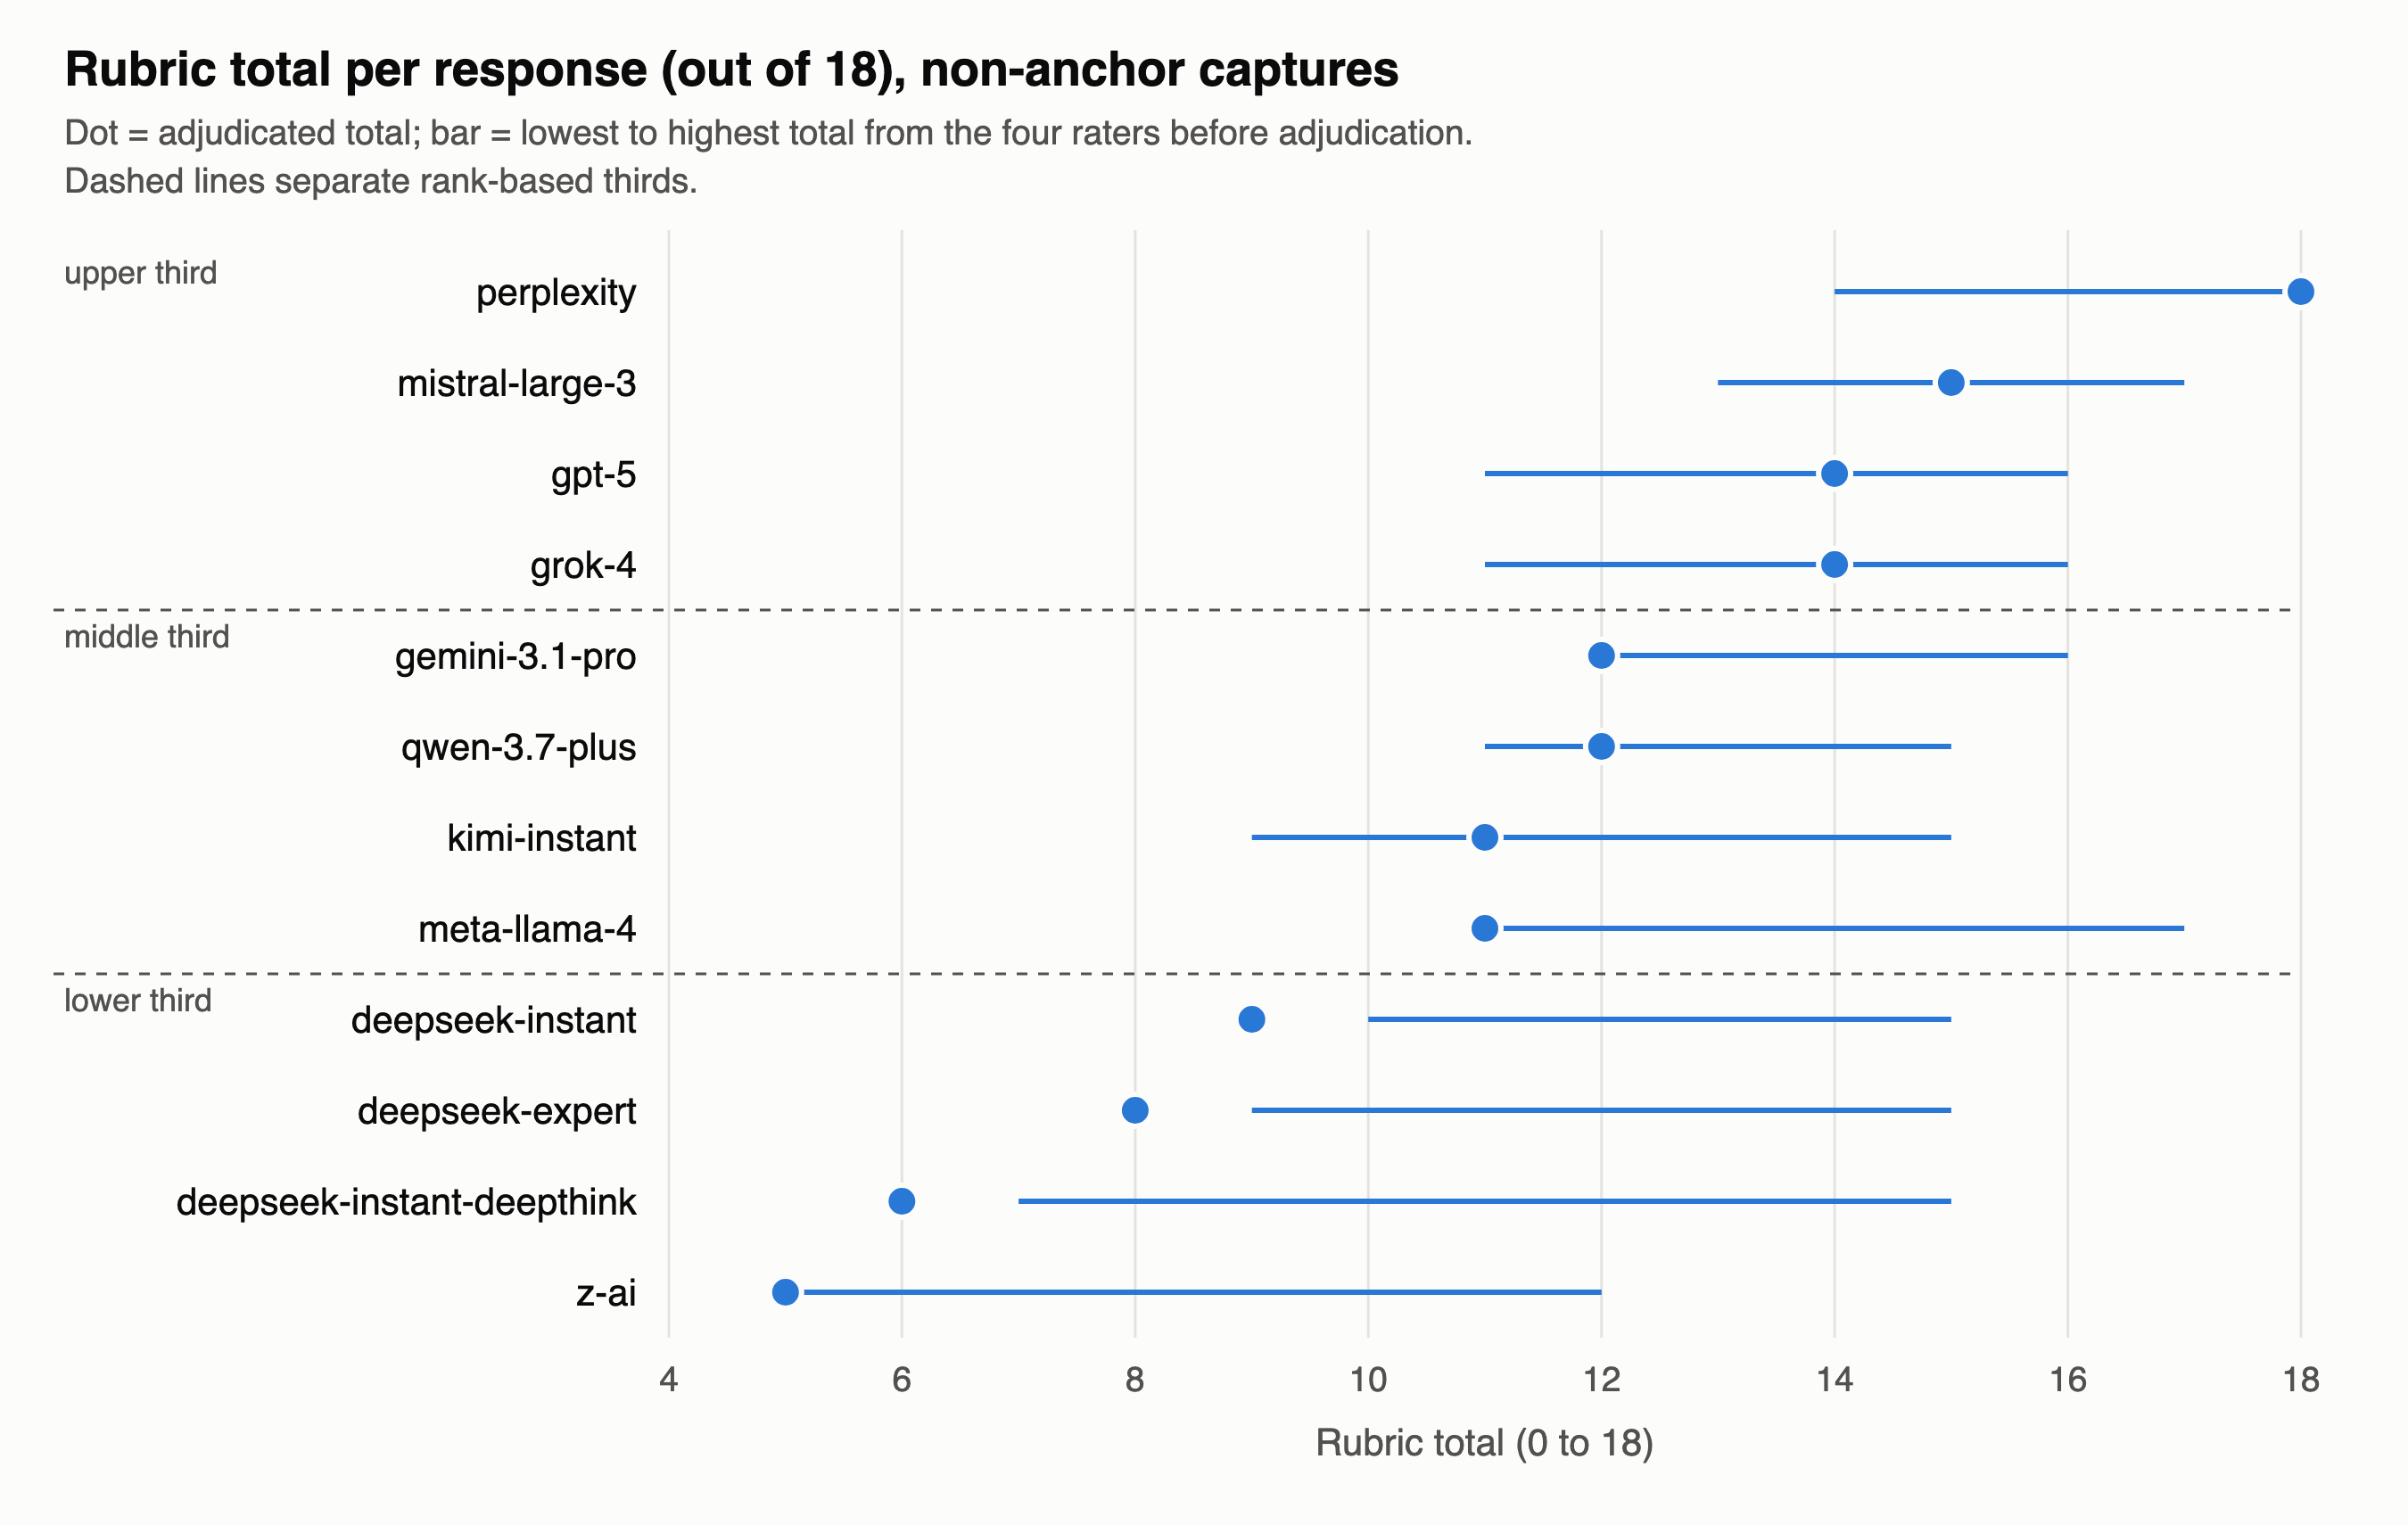 Rubric total per response (out of 18), non-anchor captures
Dot = adjudicated total; bar = lowest to highest total from the four raters before adjudication.
Dashed lines separate rank-based thirds.
upper third
perplexity
mistral-large-3
gpt-5
grok-4
middle third
gemini-3.1-pro
qwen-3.7-plus
kimi-instant
meta-llama-4
lower third
deepseek-instant
deepseek-expert
deepseek-instant-deepthink
z-ai
4 6 8 10 12 14 16 18
Rubric total (0 to 18)